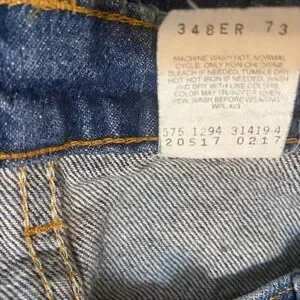 348ER 73
MACHINE WASH HOT, NORMAL
CYCLE. ONLY NON CHLORINE
BLEACH IF NEEDED. TUMBLE DRY
HOT. HOT IRON IF NEEDED. WASH
AND DRY WITH LIKE COLORS.
COLOR MAY TRANSFER WHEN
NEW. WASH BEFORE WEARING.
WPL 423
575 1294 31419-4
20517 0217